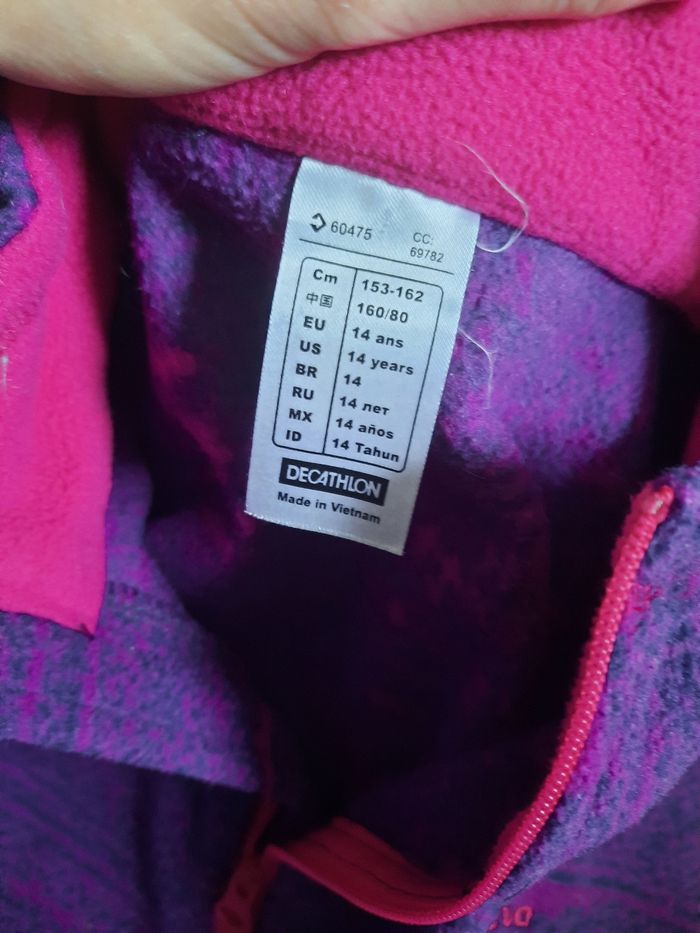 60475
CC:
69782
Cm 153-162
中国 160/80
EU 14 ans
US 14 years
BR 14
RU 14 лет
MX 14 años
ID 14 Tahun
DECATHLON
Made in Vietnam